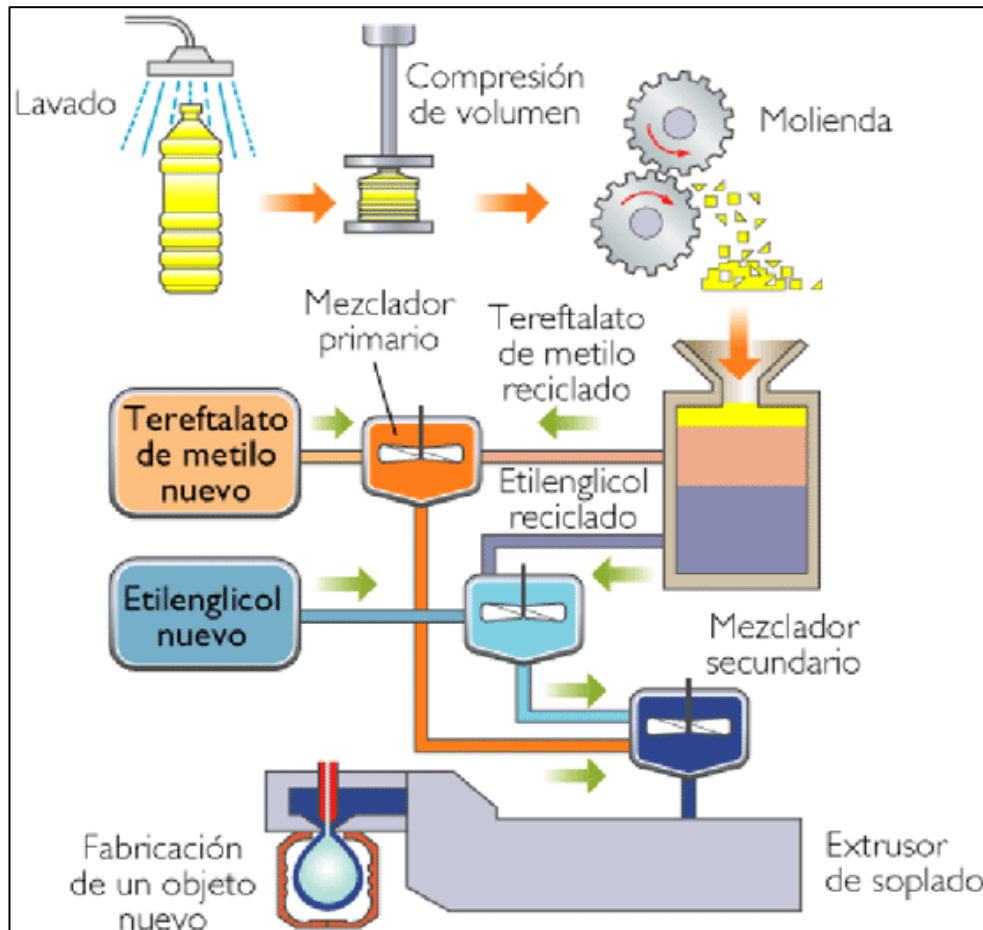 Lavado
Compresión
de volumen
Molienda
Mezclador
primario
Tereftalato
de metilo
reciclado
Tereftalato
de metilo
nuevo
Etilenglicol
reciclado
Etilenglicol
nuevo
Mezclador
secundario
Fabricación
de un objeto
nuevo
Extrusor
de soplado